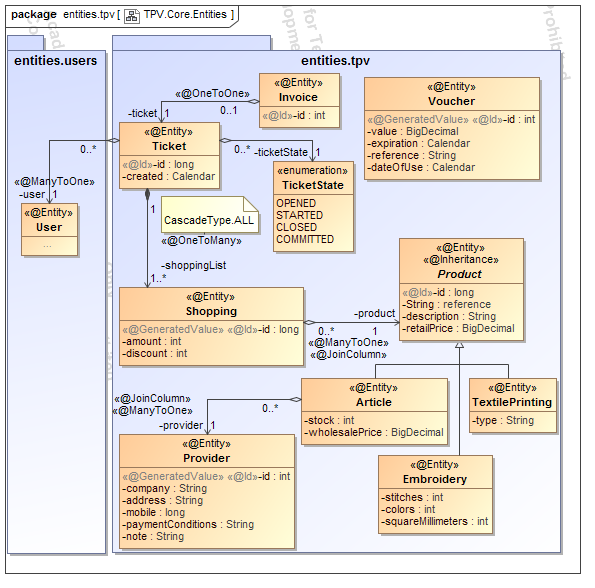 package entities.tpv [ TPV.Core.Entities ]
entities.users
entities.tpv
«@Entity»
Invoice
«@Id»-id : int
«@OneToOne»
0..1
-ticket
1
«@Entity»
Voucher
«@GeneratedValue» «@Id»-id : int
-value : BigDecimal
-expiration : Calendar
-reference : String
-dateOfUse : Calendar
«@Entity»
Ticket
«@Id»-id : long
-created : Calendar
0..*
«@ManyToOne»
-user
1
«@Entity»
User
...
0..*
-ticketState
1
«enumeration»
TicketState
OPENED
STARTED
CLOSED
COMMITTED
1
CascadeType.ALL
«@OneToMany»
-shoppingList
1..*
«@Entity»
«@Inheritance»
Product
«@Id»-id : long
-String : reference
-description : String
-retailPrice : BigDecimal
«@Entity»
Shopping
«@GeneratedValue» «@Id»-id : long
-amount : int
-discount : int
-product
0..*
1
«@ManyToOne»
«@JoinColumn»
«@Entity»
Article
-stock : int
-wholesalePrice : BigDecimal
«@Entity»
TextilePrinting
-type : String
«@JoinColumn»
«@ManyToOne»
0..*
-provider
1
«@Entity»
Provider
«@GeneratedValue» «@Id»-id : int
-company : String
-address : String
-mobile : long
-paymentConditions : String
-note : String
«@Entity»
Embroidery
-stitches : int
-colors : int
-squareMillimeters : int